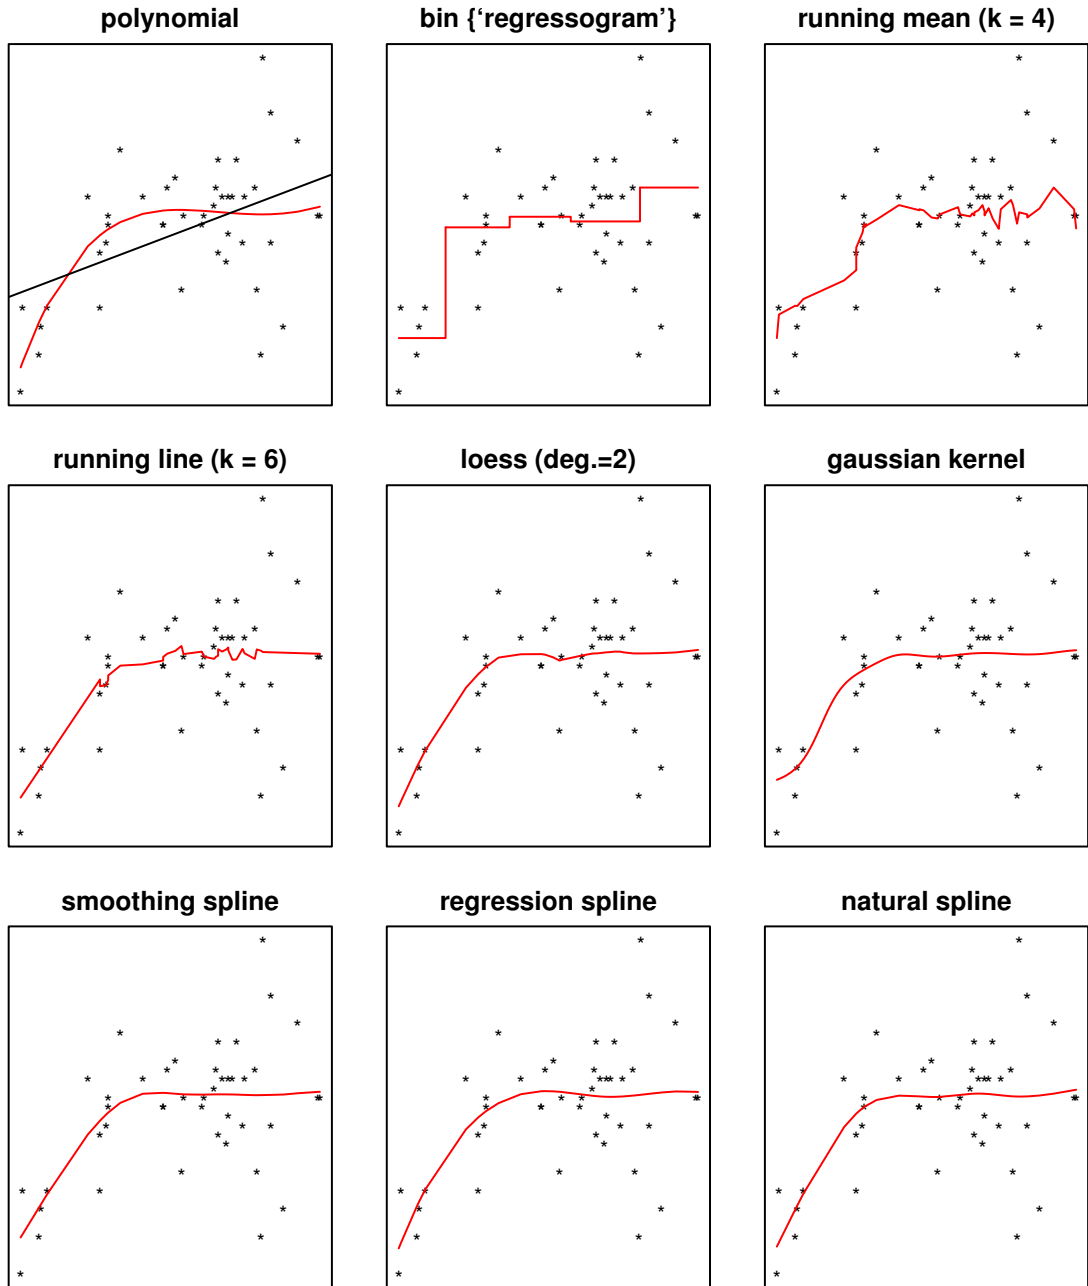 polynomial
bin {‘regressogram’}
running mean (k = 4)
running line (k = 6)
loess (deg.=2)
gaussian kernel
smoothing spline
regression spline
natural spline